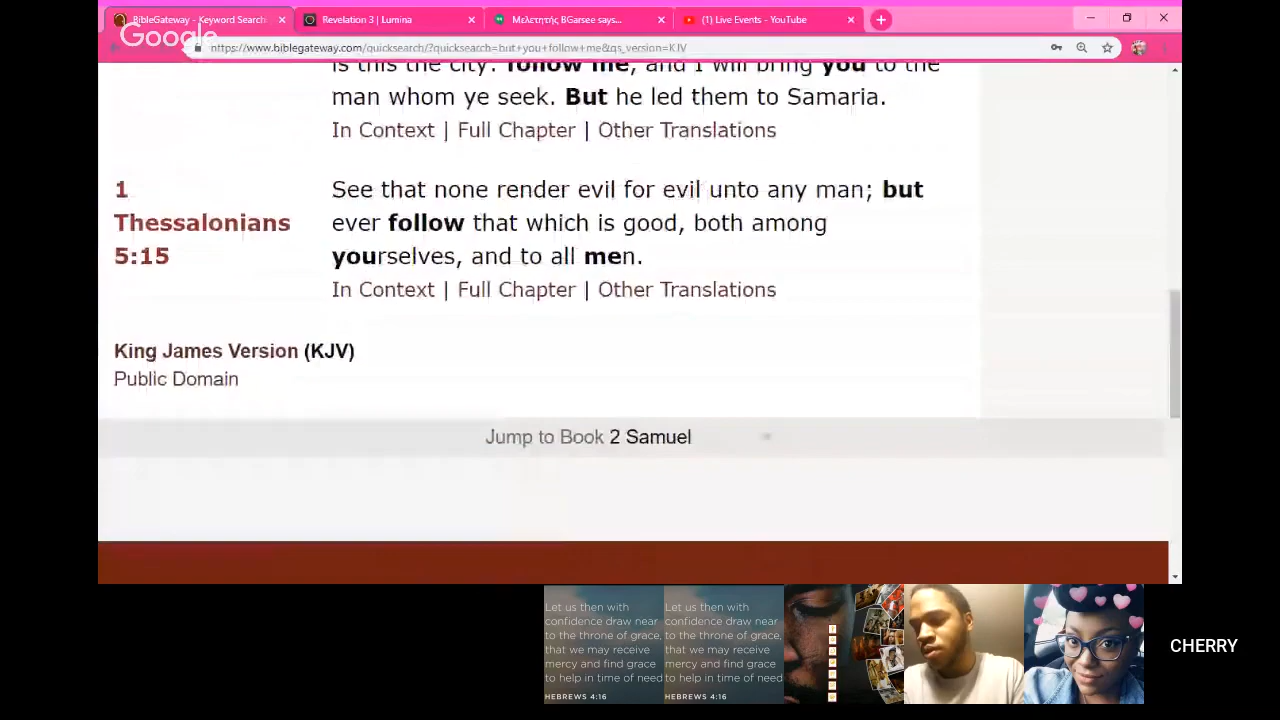 BibleGateway - Keyword Search
Revelation 3 | Lumina
Μελετητής BGarsee says...
(1) Live Events - YouTube
Google
https://www.biblegateway.com/quicksearch/?quicksearch=but+you+follow+me&qs_version=KJV
is this the city: follow me, and I will bring you to the
man whom ye seek. But he led them to Samaria.
In Context | Full Chapter | Other Translations
1
Thessalonians
5:15
See that none render evil for evil unto any man; but
ever follow that which is good, both among
yourselves, and to all men.
In Context | Full Chapter | Other Translations
King James Version (KJV)
Public Domain
Jump to Book 2 Samuel
Let us then with
confidence draw near
to the throne of grace,
that we may receive
mercy and find grace
to help in time of need
HEBREWS 4:16
Let us then with
confidence draw near
to the throne of grace,
that we may receive
mercy and find grace
to help in time of need
HEBREWS 4:16
CHERRY